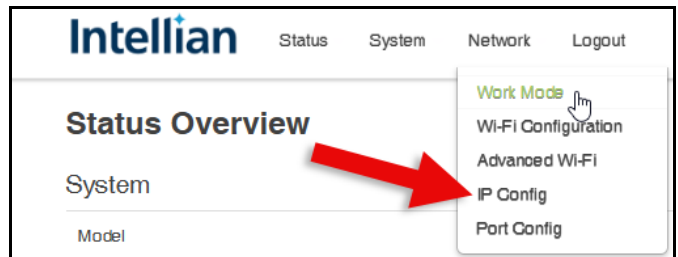 Intellian Status System Network Logout
Work Mode
Status Overview
Wi-Fi Configuration
Advanced Wi-Fi
System
IP Config
Port Config
Model